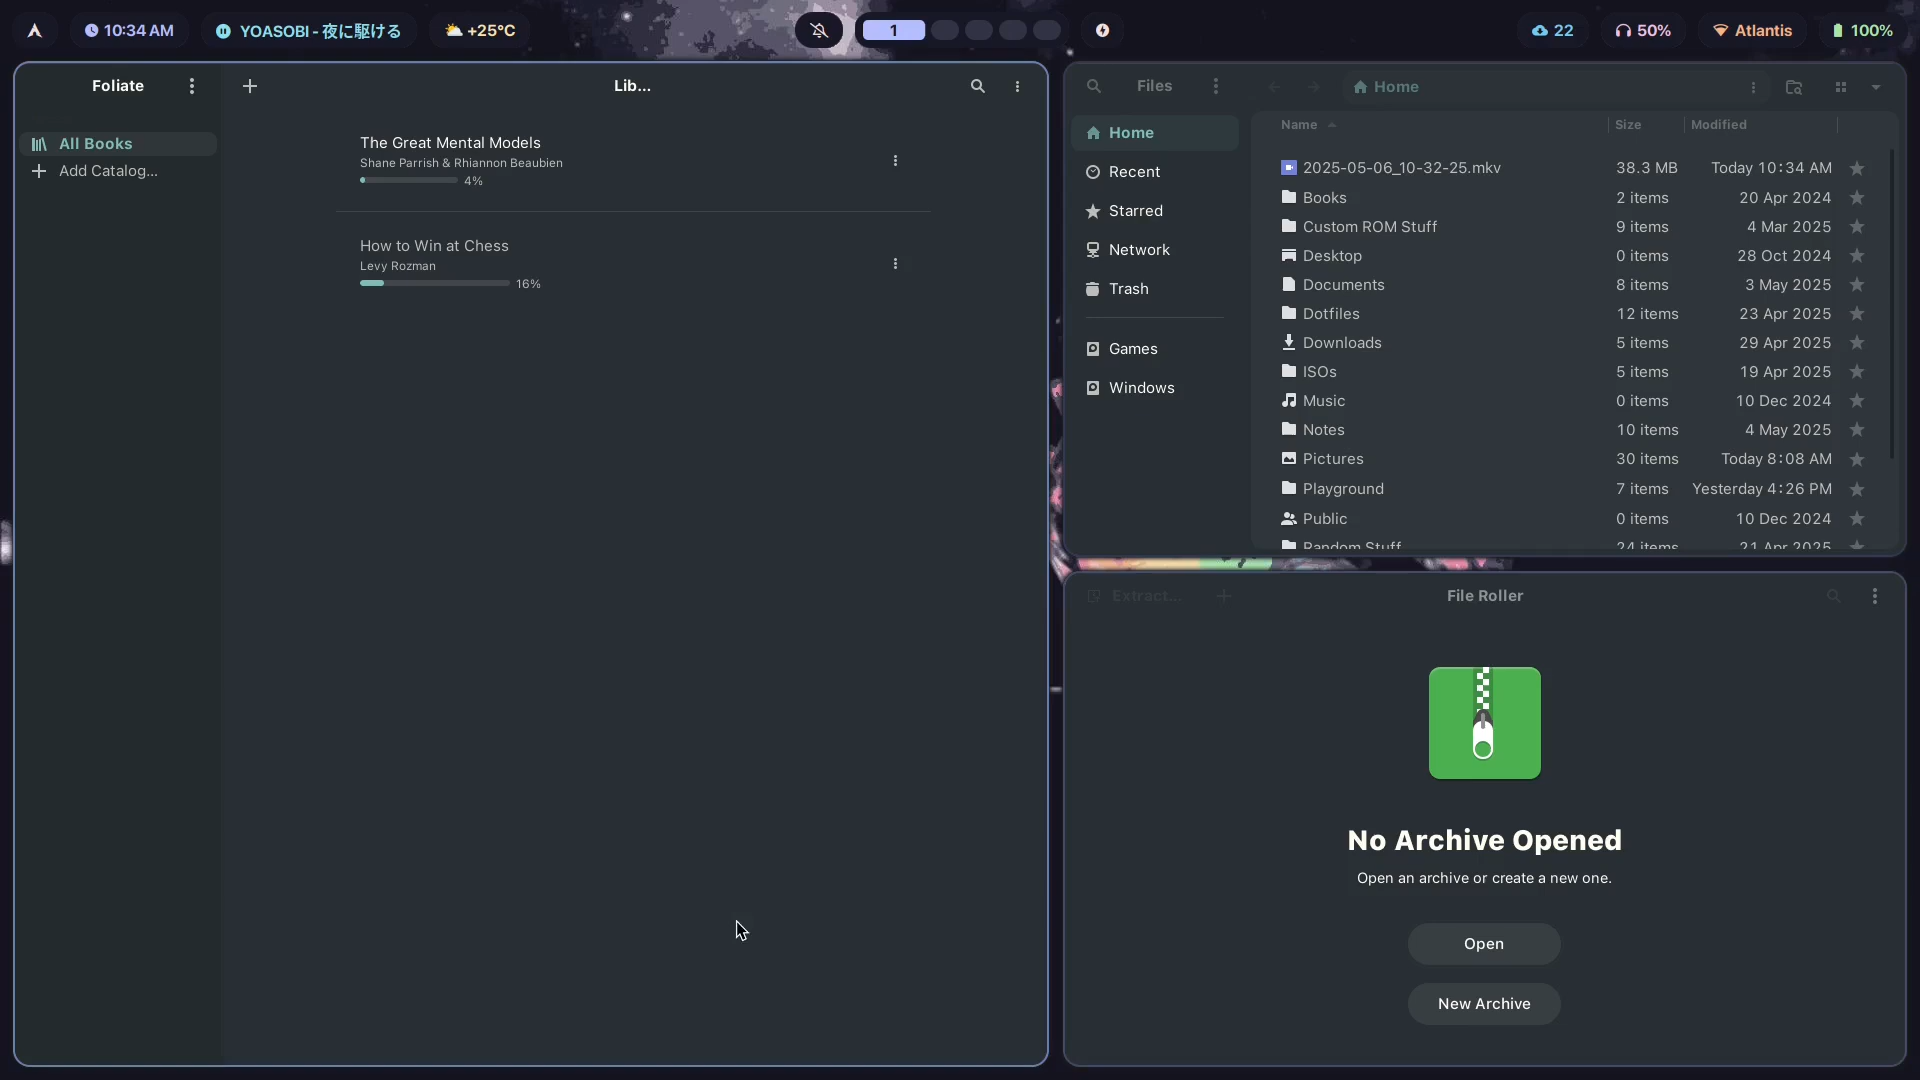 10:34 AM
YOASOBI - 夜に駆ける
+25°C
1
22
50%
Atlantis
100%
Foliate
Lib...
All Books
Add Catalog...
The Great Mental Models
Shane Parrish & Rhiannon Beaubien
4%
How to Win at Chess
Levy Rozman
16%
Files
Home
Home
Recent
Starred
Network
Trash
Games
Windows
Name Size Modified
2025-05-06_10-32-25.mkv 38.3 MB Today 10:34 AM
Books 2 items 20 Apr 2024
Custom ROM Stuff 9 items 4 Mar 2025
Desktop 0 items 28 Oct 2024
Documents 8 items 3 May 2025
Dotfiles 12 items 23 Apr 2025
Downloads 5 items 29 Apr 2025
ISOs 5 items 19 Apr 2025
Music 0 items 10 Dec 2024
Notes 10 items 4 May 2025
Pictures 30 items Today 8:08 AM
Playground 7 items Yesterday 4:26 PM
Public 0 items 10 Dec 2024
Random Stuff 24 items 21 Apr 2025
Extract...
File Roller
No Archive Opened
Open an archive or create a new one.
Open
New Archive